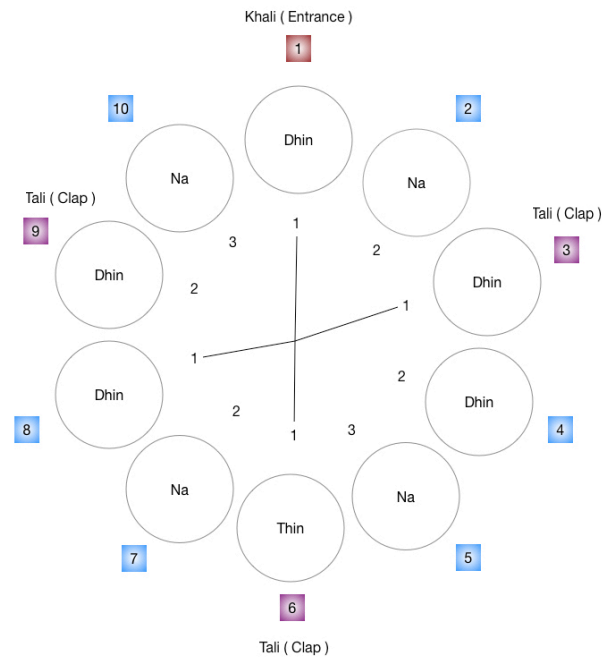 Khali ( Entrance )
1
10
2
Dhin
Na
Na
Tali ( Clap )
Tali ( Clap )
9
3
1
3
2
Dhin
Dhin
2
1
1
2
Dhin
Dhin
2
1
3
8
4
Na
Na
Thin
7
5
6
Tali ( Clap )